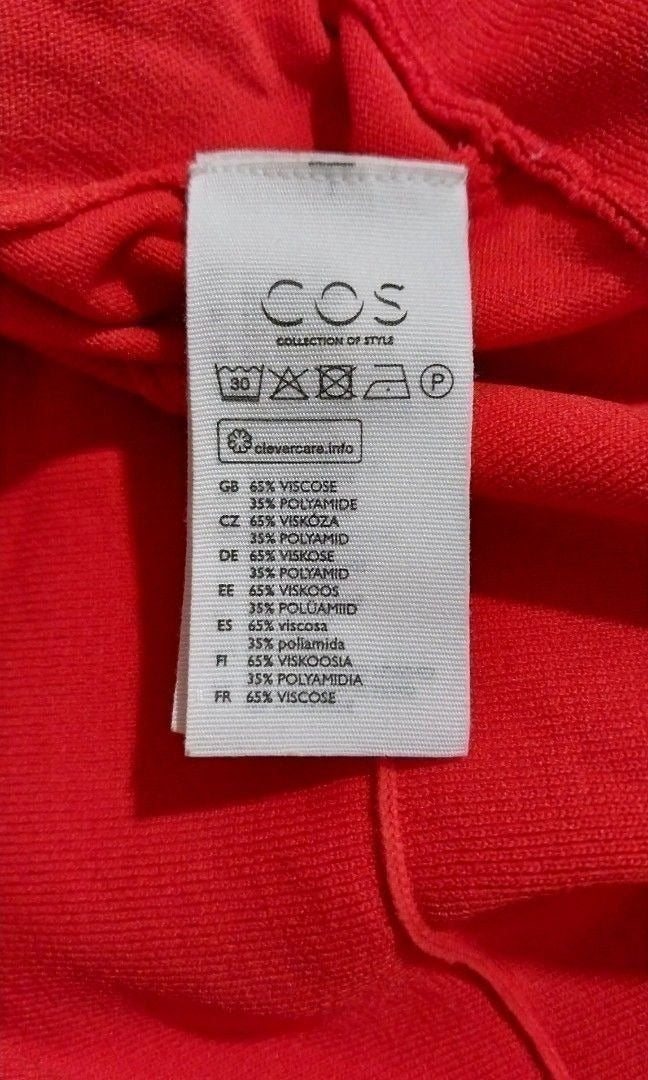 COS
COLLECTION OF STYLE
30 P
clevercare.info
GB 65% VISCOSE
35% POLYAMIDE
CZ 65% VISKÓZA
35% POLYAMID
DE 65% VISKOSE
35% POLYAMID
EE 65% VISKOOS
35% POLÜAMIID
ES 65% viscosa
35% poliamida
FI 65% VISKOOSIA
35% POLYAMIDIA
FR 65% VISCOSE